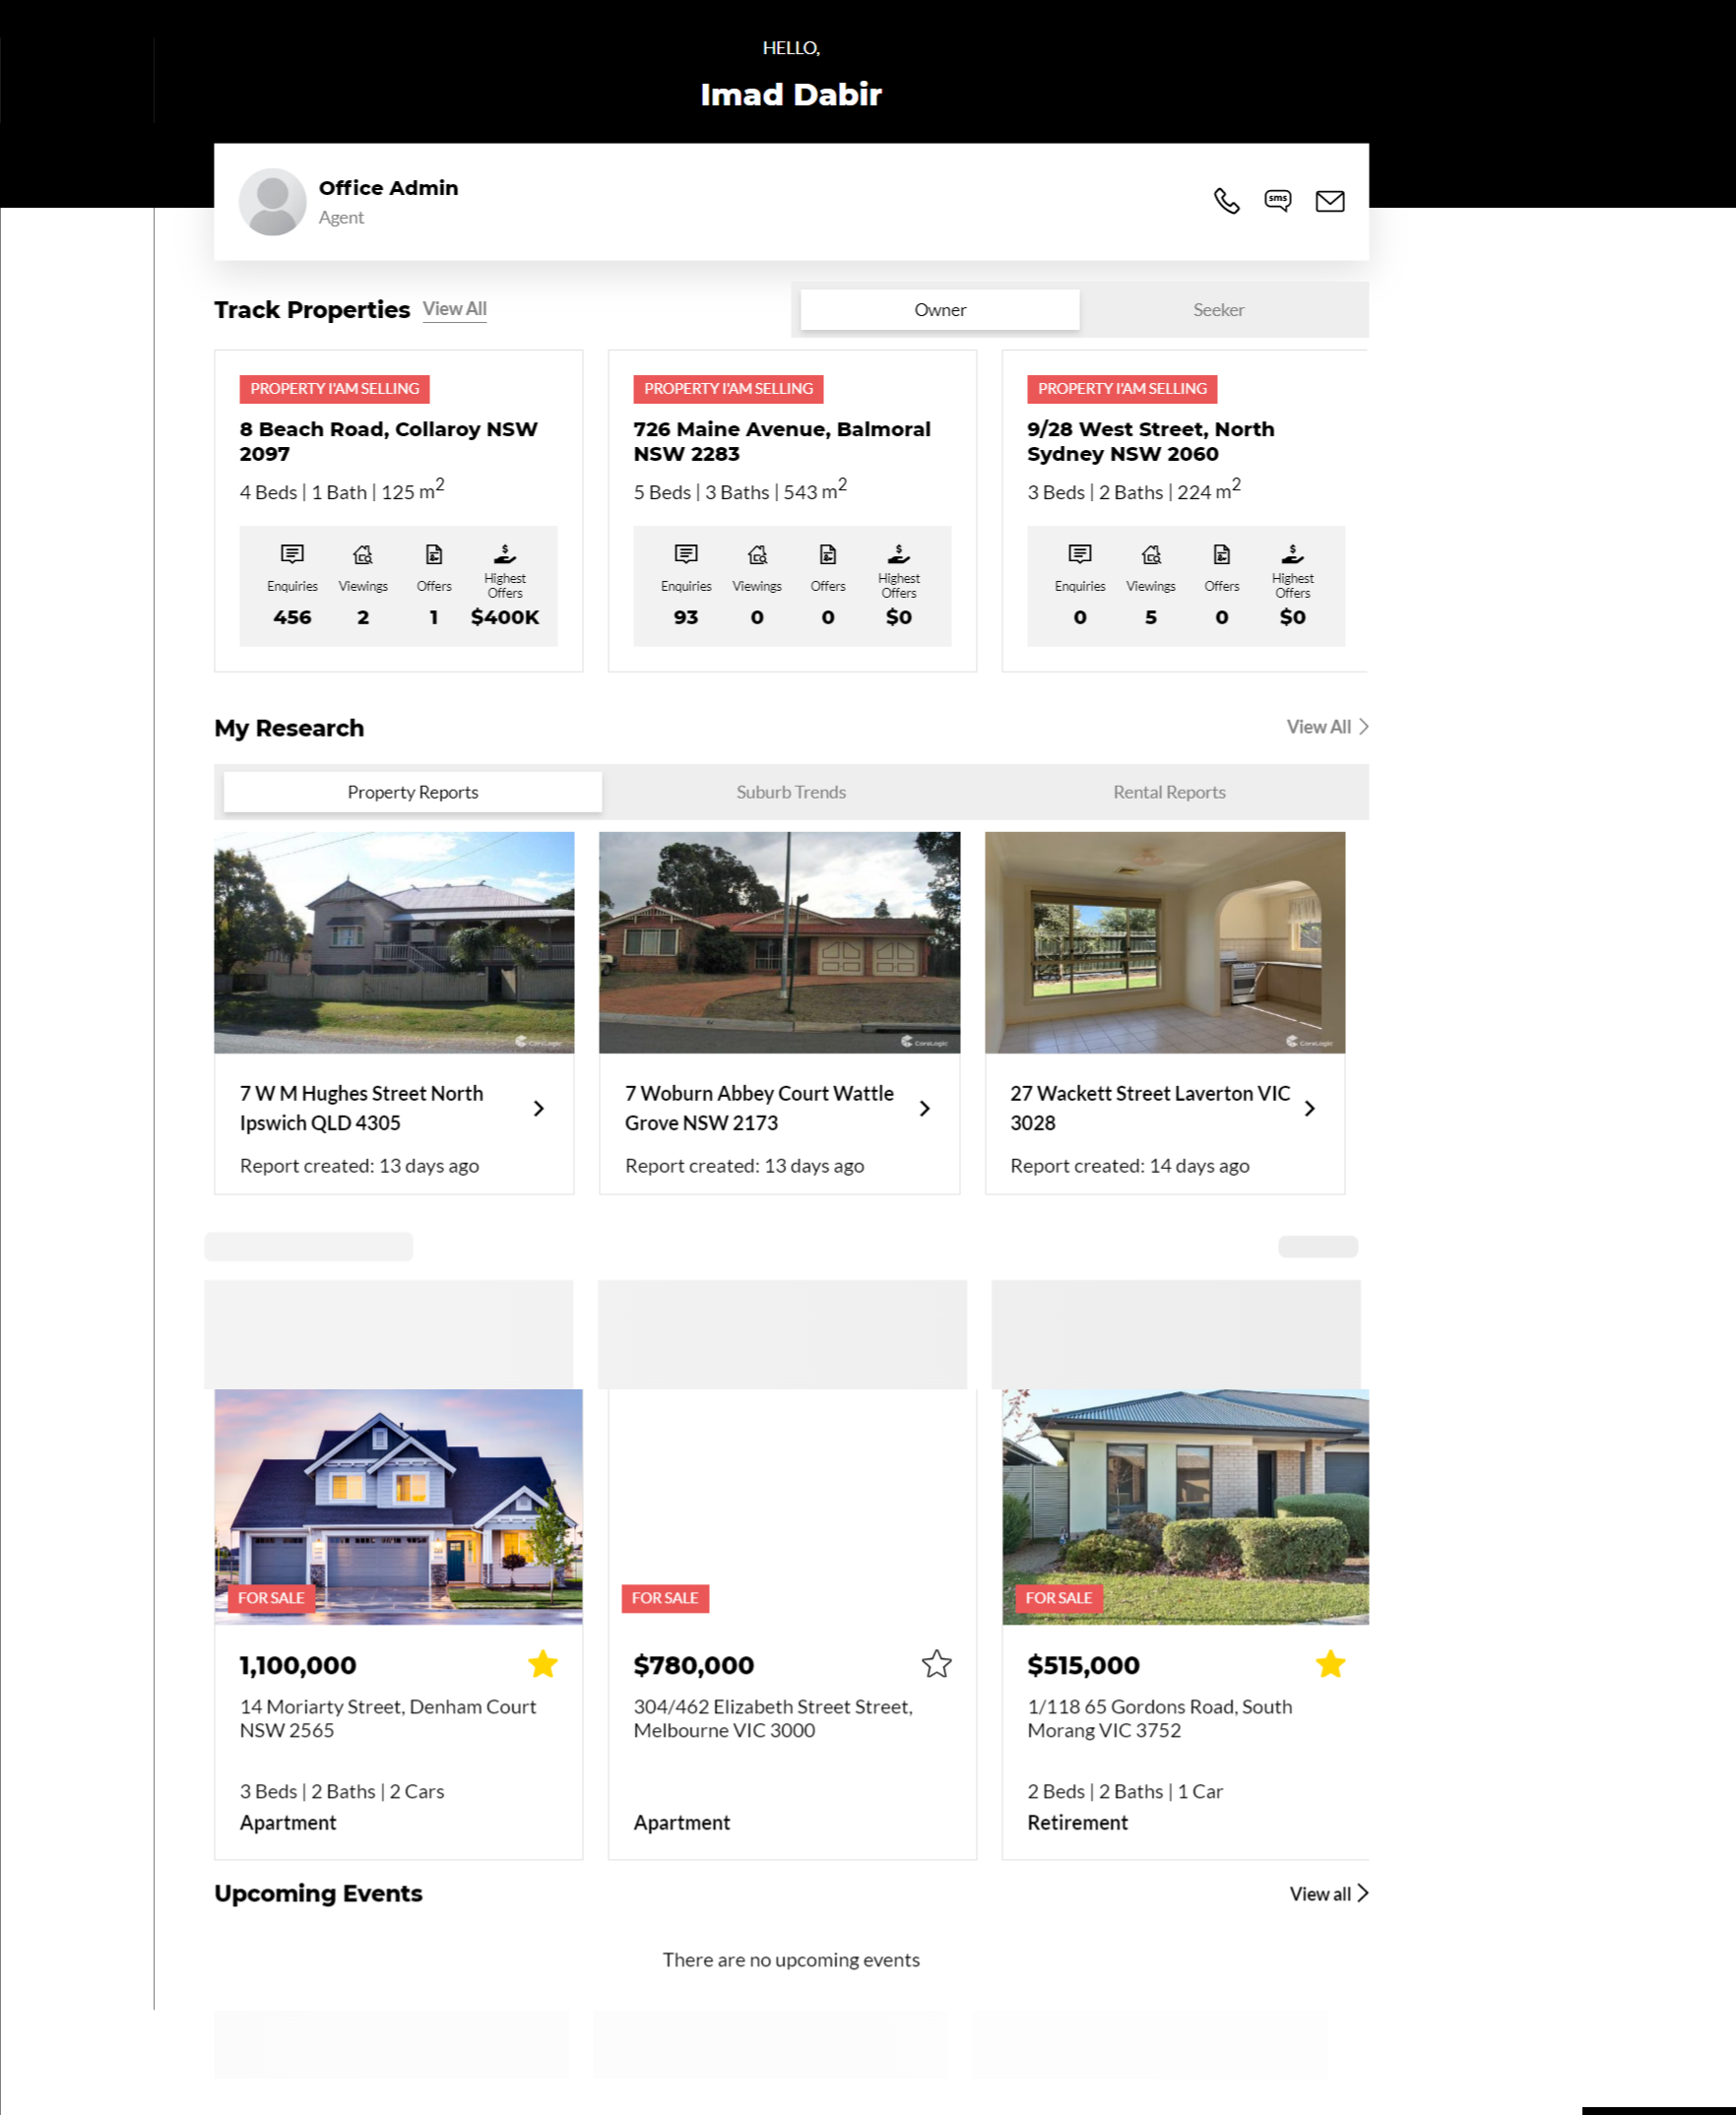 HELLO,
Imad Dabir
Office Admin
Agent
sms
Track Properties View All
Owner Seeker
PROPERTY I'AM SELLING
8 Beach Road, Collaroy NSW
2097
4 Beds | 1 Bath | 125 m2
Enquiries Viewings Offers Highest
Offers
456 2 1 $400K
PROPERTY I'AM SELLING
726 Maine Avenue, Balmoral
NSW 2283
5 Beds | 3 Baths | 543 m2
Enquiries Viewings Offers Highest
Offers
93 0 0 $0
PROPERTY I'AM SELLING
9/28 West Street, North
Sydney NSW 2060
3 Beds | 2 Baths | 224 m2
Enquiries Viewings Offers Highest
Offers
0 5 0 $0
My Research View All
Property Reports Suburb Trends Rental Reports
CoreLogic
7 W M Hughes Street North
Ipswich QLD 4305
Report created: 13 days ago
CoreLogic
7 Woburn Abbey Court Wattle
Grove NSW 2173
Report created: 13 days ago
CoreLogic
27 Wackett Street Laverton VIC
3028
Report created: 14 days ago
FOR SALE
1,100,000
14 Moriarty Street, Denham Court
NSW 2565
3 Beds | 2 Baths | 2 Cars
Apartment
FOR SALE
$780,000
304/462 Elizabeth Street Street,
Melbourne VIC 3000
Apartment
FOR SALE
$515,000
1/118 65 Gordons Road, South
Morang VIC 3752
2 Beds | 2 Baths | 1 Car
Retirement
Upcoming Events View all
There are no upcoming events